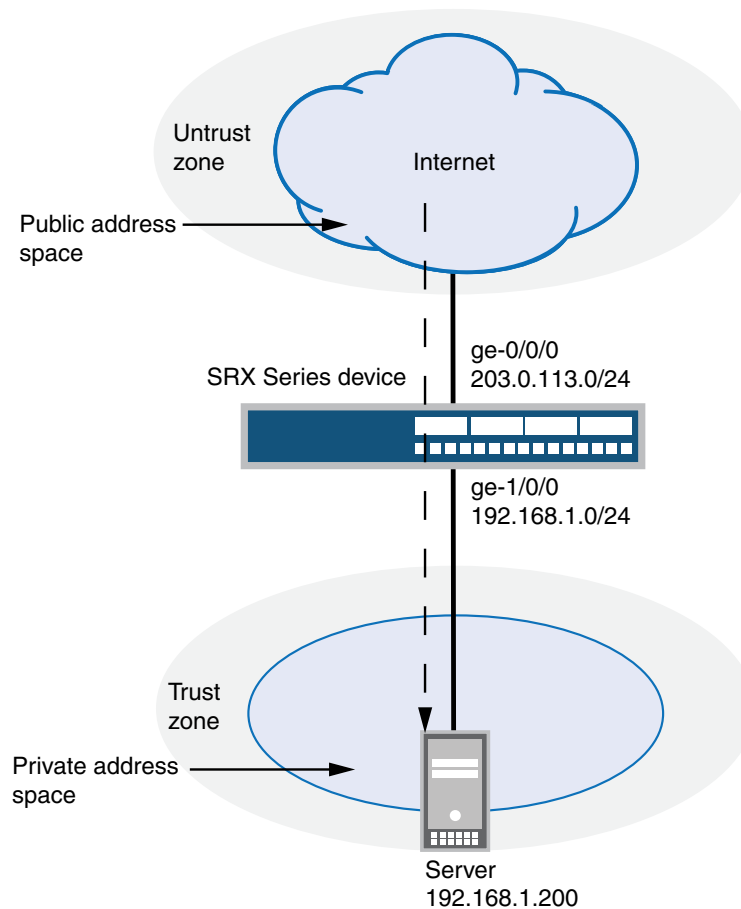 Untrust
zone
Internet
Public address
space
ge-0/0/0
203.0.113.0/24
SRX Series device
ge-1/0/0
192.168.1.0/24
Trust
zone
Private address
space
Server
192.168.1.200